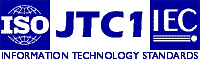 ISO JTC1 IEC
INFORMATION TECHNOLOGY STANDARDS